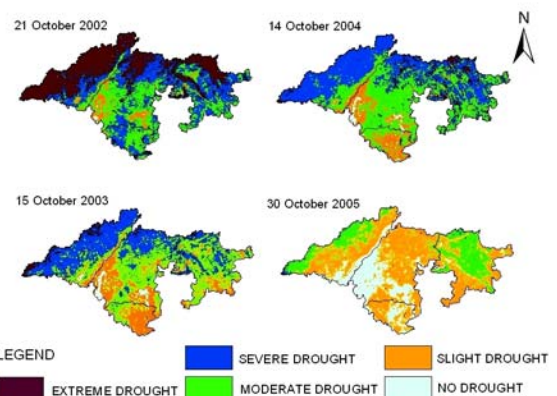 21 October 2002
14 October 2004
N
15 October 2003
30 October 2005
LEGEND
SEVERE DROUGHT
SLIGHT DROUGHT
EXTREME DROUGHT
MODERATE DROUGHT
NO DROUGHT